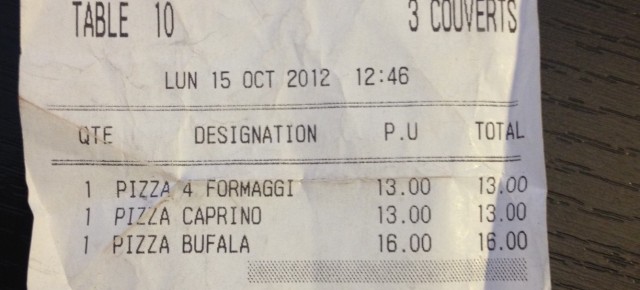 TABLE 10 3 COUVERTS
LUN 15 OCT 2012 12:46
QTE DESIGNATION P.U TOTAL
1 PIZZA 4 FORMAGGI 13.00 13.00
1 PIZZA CAPRINO 13.00 13.00
1 PIZZA BUFALA 16.00 16.00